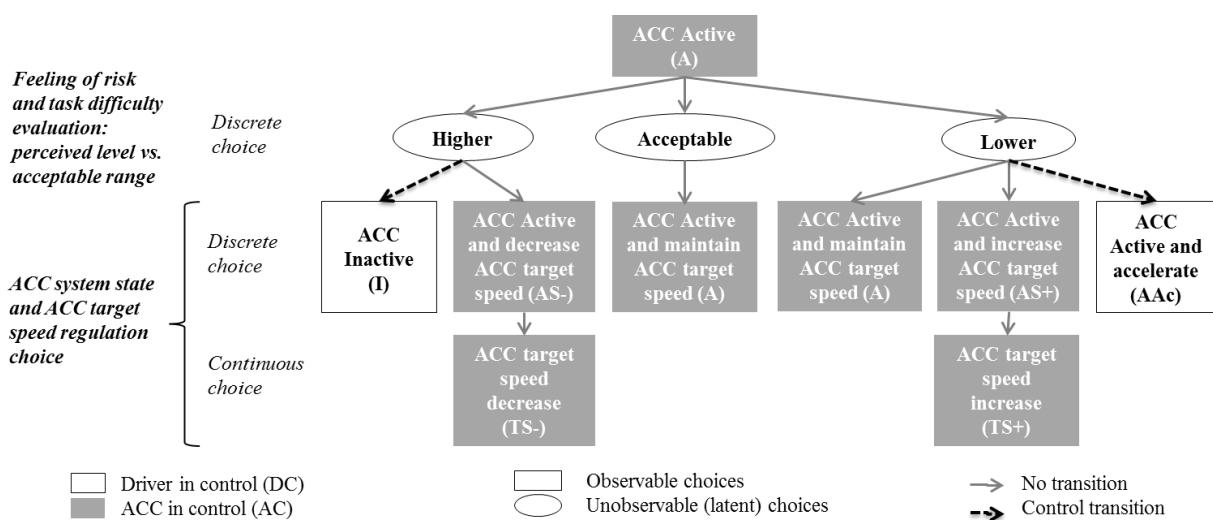 ACC Active
(A)
Feeling of risk
and task difficulty
evaluation:
perceived level vs.
acceptable range
Discrete
choice
Higher
Acceptable
Lower
ACC system state
and ACC target
speed regulation
choice
Discrete
choice
ACC
Inactive
(I)
ACC Active
and decrease
ACC target
speed (AS-)
ACC Active
and maintain
ACC target
speed (A)
ACC Active
and maintain
ACC target
speed (A)
ACC Active
and increase
ACC target
speed (AS+)
ACC
Active and
accelerate
(AAc)
Continuous
choice
ACC target
speed
decrease
(TS-)
ACC target
speed
increase
(TS+)
Driver in control (DC)
ACC in control (AC)
Observable choices
Unobservable (latent) choices
No transition
Control transition